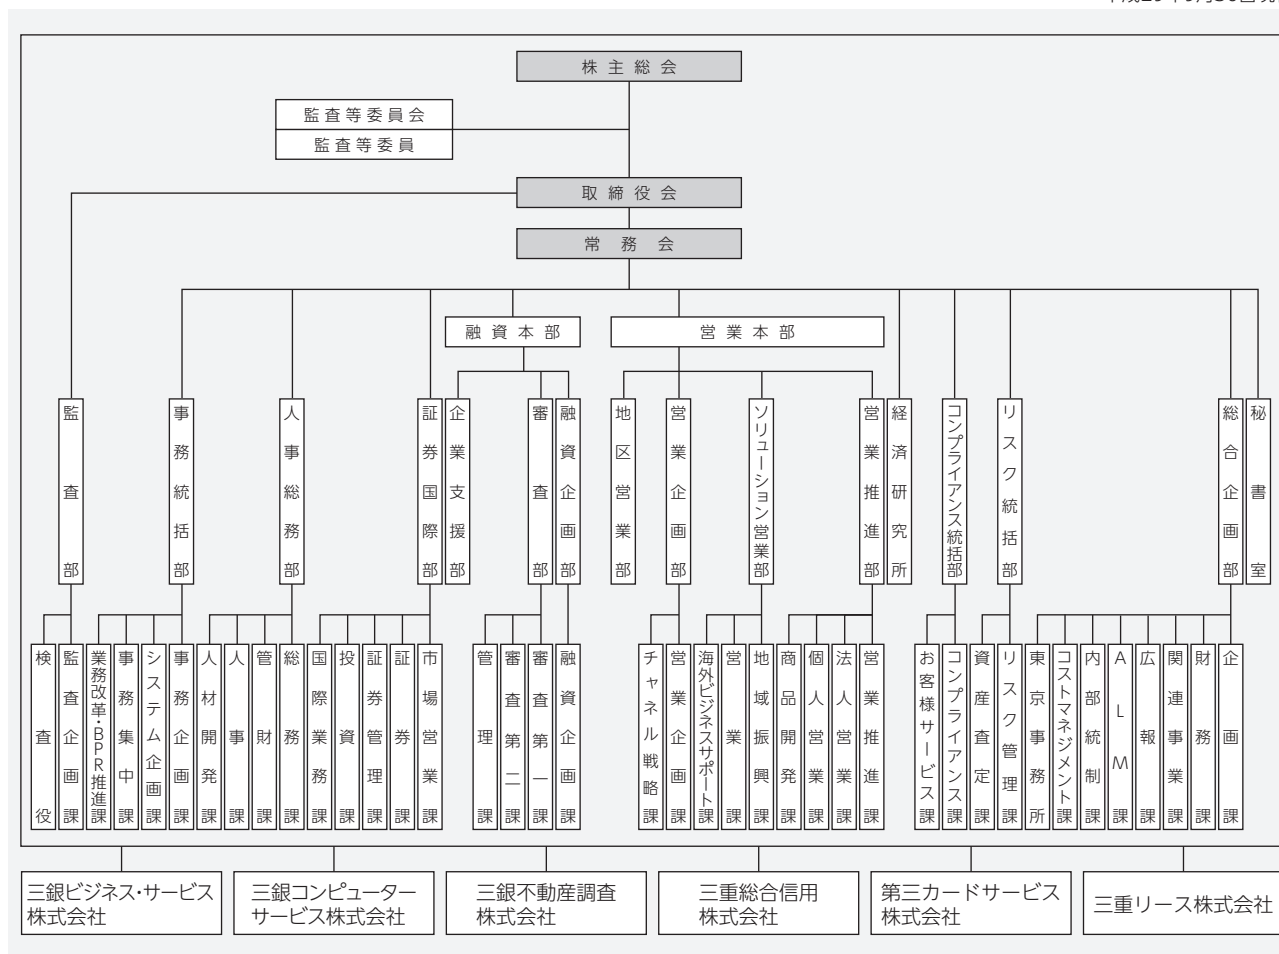 株主総会
監査等委員会
監査等委員
取締役会
常務会
融資本部
営業本部
監査部
事務統括部
人事総務部
証券国際部
企業支援部
審査部
融資企画部
地区営業部
営業企画部
ソリューション営業部
営業推進部
経済研究所
コンプライアンス統括部
リスク統括部
総合企画部
秘書室
検査役
監査企画課
業務改革・BPR推進課
事務集中課
システム企画課
事務企画課
人材開発課
人事課
管財課
総務課
国際業務課
投資課
証券管理課
証券課
市場営業課
管理課
審査第二課
審査第一課
融資企画課
チャネル戦略課
営業企画課
海外ビジネスサポート課
営業課
地域振興課
商品開発課
個人営業課
法人営業課
営業推進課
お客様サービス課
コンプライアンス課
資産査定課
リスク管理課
東京事務所
コストマネジメント課
内部統制課
ALM課
広報課
関連事業課
財務課
企画課
三銀ビジネス・サービス
株式会社
三銀コンピューター
サービス株式会社
三銀不動産調査
株式会社
三重総合信用
株式会社
第三カードサービス
株式会社
三重リース株式会社